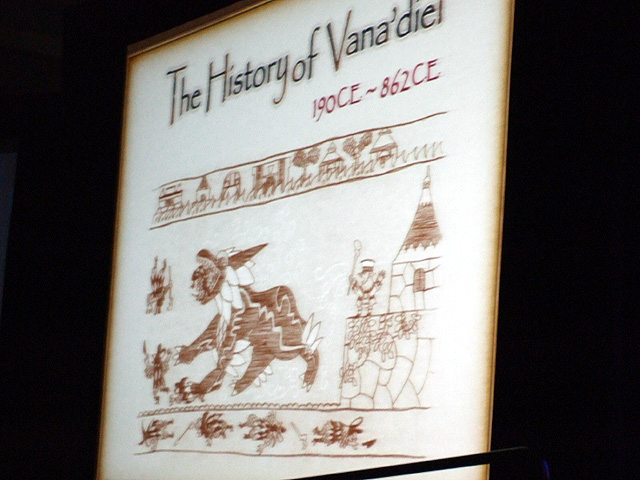 The History of Vana'diel
190CE ~ 862CE